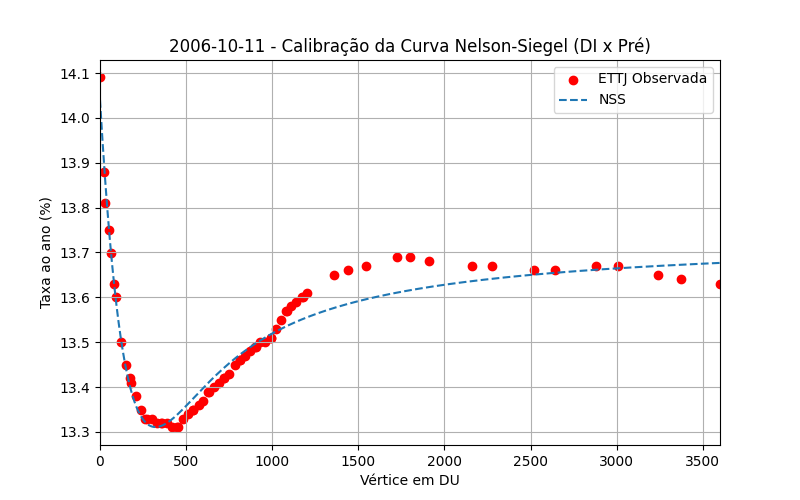 2006-10-11 - Calibração da Curva Nelson-Siegel (DI x Pré)
ETTJ Observada
NSS
Taxa ao ano (%)
14.1
14.0
13.9
13.8
13.7
13.6
13.5
13.4
13.3
0 500 1000 1500 2000 2500 3000 3500
Vértice em DU